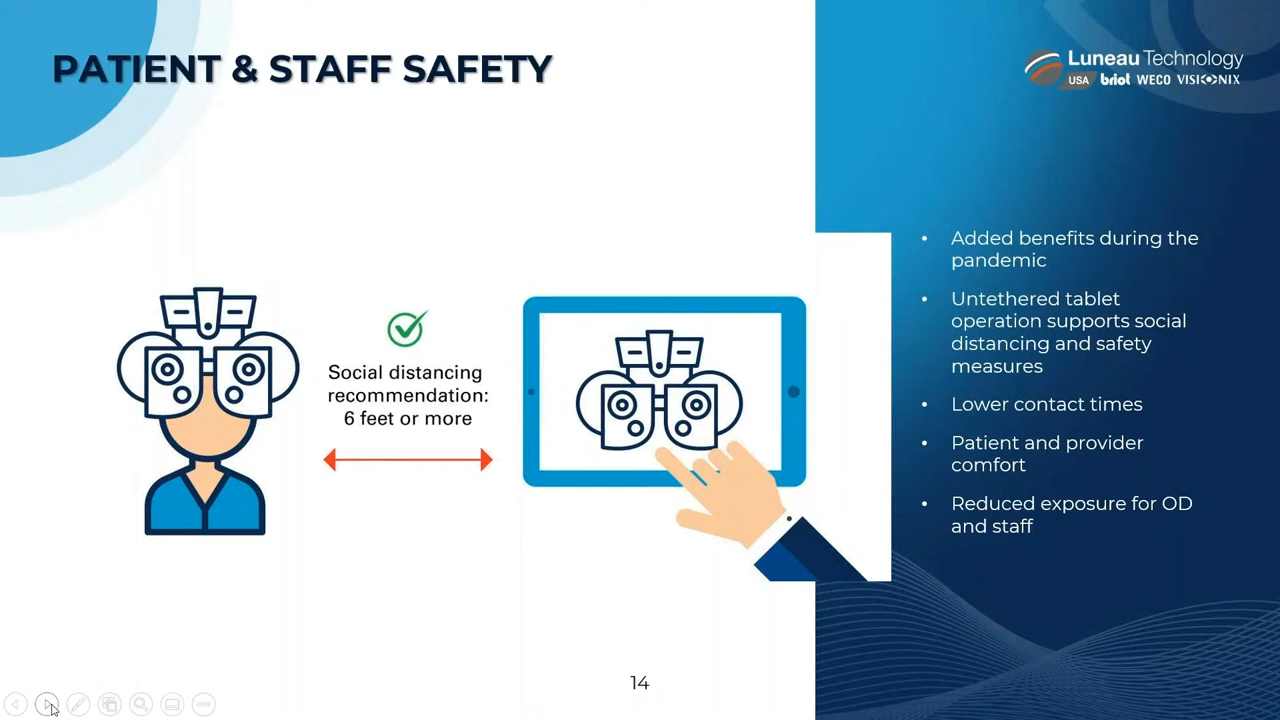 PATIENT & STAFF SAFETY
Luneau Technology
USA briot WECO VISIONIX
Social distancing
recommendation:
6 feet or more
• Added benefits during the
pandemic
• Untethered tablet
operation supports social
distancing and safety
measures
• Lower contact times
• Patient and provider
comfort
• Reduced exposure for OD
and staff
14